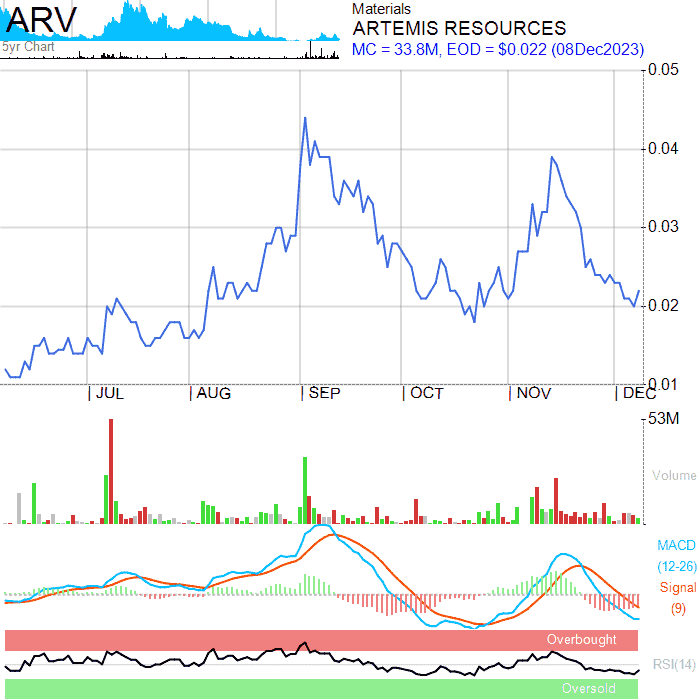 ARV
5yr Chart
Materials
ARTEMIS RESOURCES
MC = 33.8M, EOD = $0.022 (08Dec2023)
0.05
0.04
0.03
0.02
0.01
JUL
AUG
SEP
OCT
NOV
DEC
53M
Volume
MACD
(12-26)
Signal
(9)
Overbought
RSI(14)
Oversold